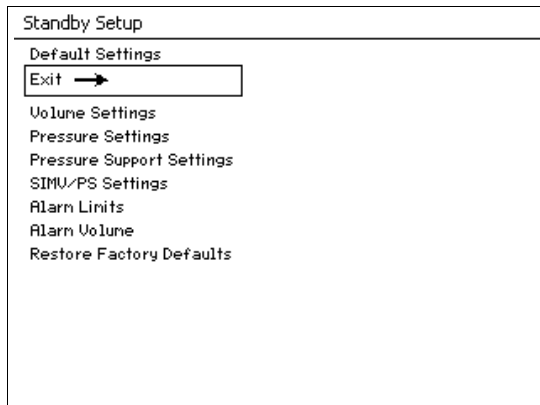 Standby Setup
Default Settings
Exit
Volume Settings
Pressure Settings
Pressure Support Settings
SIMV/PS Settings
Alarm Limits
Alarm Volume
Restore Factory Defaults